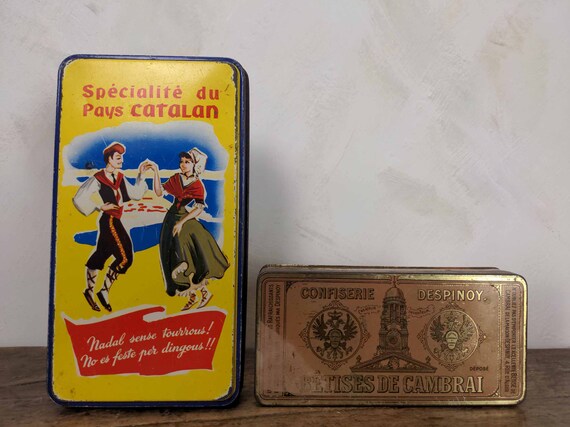 Spécialité du
Pays CATALAN
Nadal sense tourrous!
No es feste per dingous!!
CONFISERIE DESPINOY
BÊTISES DE CAMBRAI
DÉPOSÉ